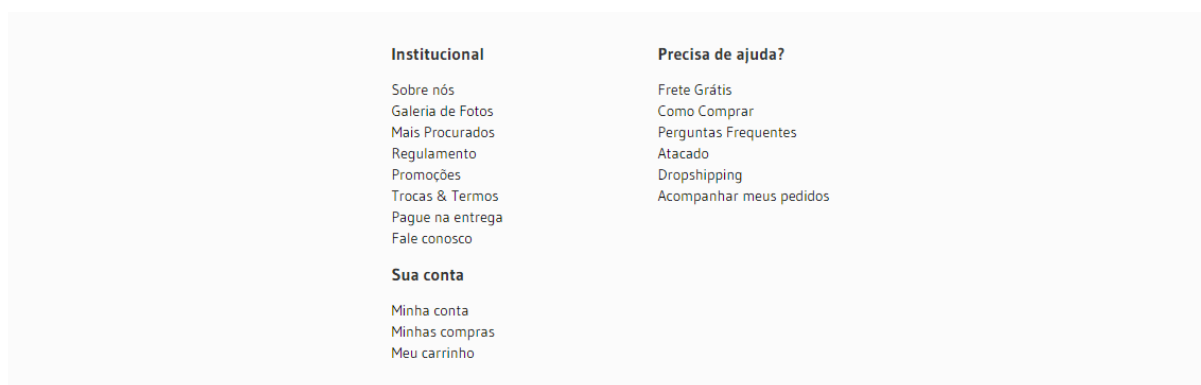 Institucional
Sobre nós
Galeria de Fotos
Mais Procurados
Regulamento
Promoções
Trocas & Termos
Pague na entrega
Fale conosco
Sua conta
Minha conta
Minhas compras
Meu carrinho
Precisa de ajuda?
Frete Grátis
Como Comprar
Perguntas Frequentes
Atacado
Dropshipping
Acompanhar meus pedidos